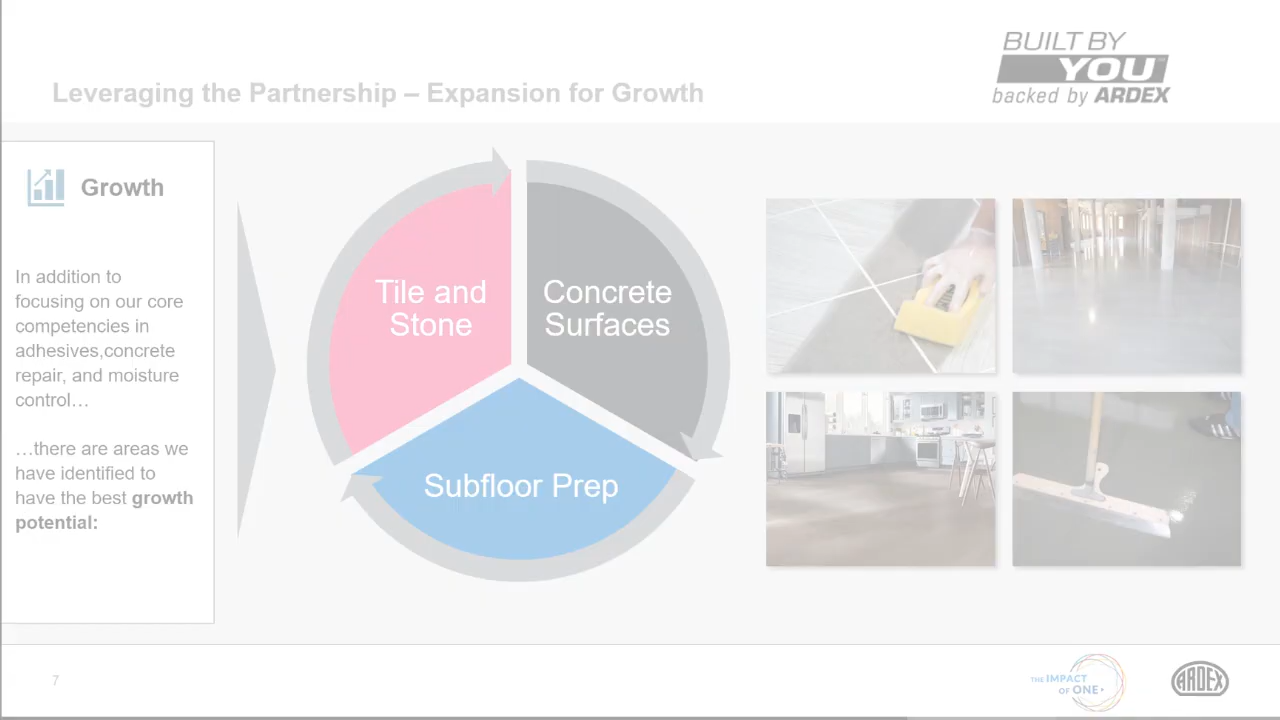 BUILT BY
YOU
backed by ARDEX
Leveraging the Partnership – Expansion for Growth
Growth
In addition to
focusing on our core
competencies in
adhesives,concrete
repair, and moisture
control…
…there are areas we
have identified to
have the best growth
potential:
Tile and
Stone
Concrete
Surfaces
Subfloor Prep
7
THE IMPACT
OF ONE
ARDEX